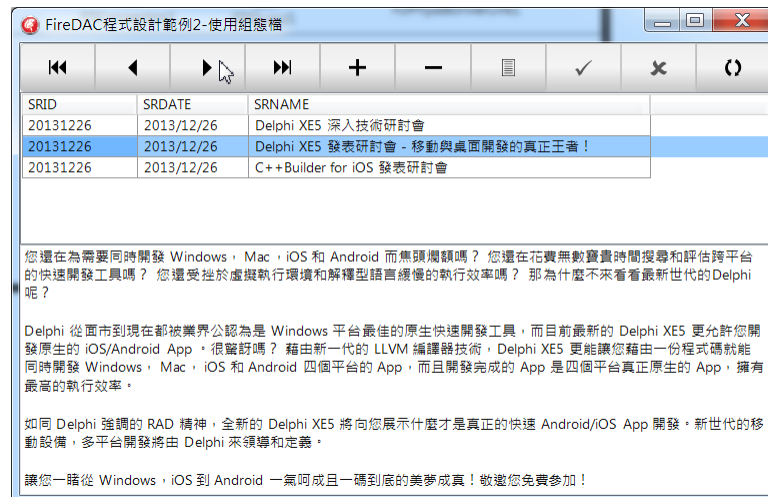 FireDAC程式設計範例2-使用組態檔
SRID SRDATE SRNAME
20131226 2013/12/26 Delphi XE5 深入技術研討會
20131226 2013/12/26 Delphi XE5 發表研討會 - 移動與桌面開發的真正王者！
20131226 2013/12/26 C++Builder for iOS 發表研討會
您還在為需要同時開發 Windows， Mac ，iOS 和 Android 而焦頭爛額嗎？ 您還在花費無數寶貴時間搜尋和評估跨平台
的快速開發工具嗎？ 您還受挫於虛擬執行環境和解釋型語言緩慢的執行效率嗎？ 那為什麼不來看看最新世代的Delphi
呢？
Delphi 從面市到現在都被業界公認為是 Windows 平台最佳的原生快速開發工具，而目前最新的 Delphi XE5 更允許您開
發原生的 iOS/Android App 。很驚訝嗎？ 藉由新一代的 LLVM 編譯器技術，Delphi XE5 更能讓您藉由一份程式碼就能
同時開發 Windows， Mac，iOS 和 Android 四個平台的 App，而且開發完成的 App 是四個平台真正原生的 App，擁有
最高的執行效率。
如同 Delphi 強調的 RAD 精神，全新的 Delphi XE5 將向您展示什麼才是真正的快速 Android/iOS App 開發。新世代的移
動設備，多平台開發將由 Delphi 來領導和定義。
讓您一睹從 Windows，iOS 到 Android 一氣呵成且一碼到底的美夢成真！敬邀您免費參加！